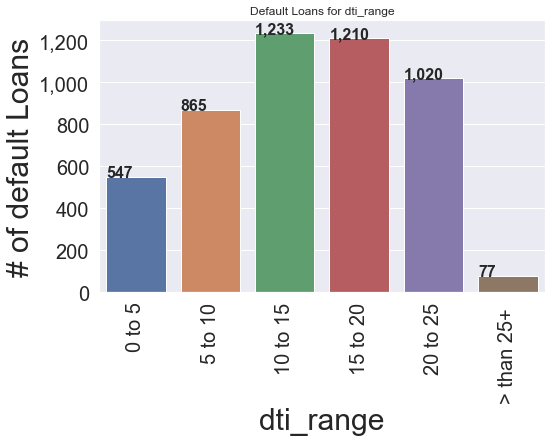 Default Loans for dti_range
# of default Loans
1,200
1,000
800
600
400
200
0
547
865
1,233
1,210
1,020
77
0 to 5
5 to 10
10 to 15
15 to 20
20 to 25
> than 25+
dti_range